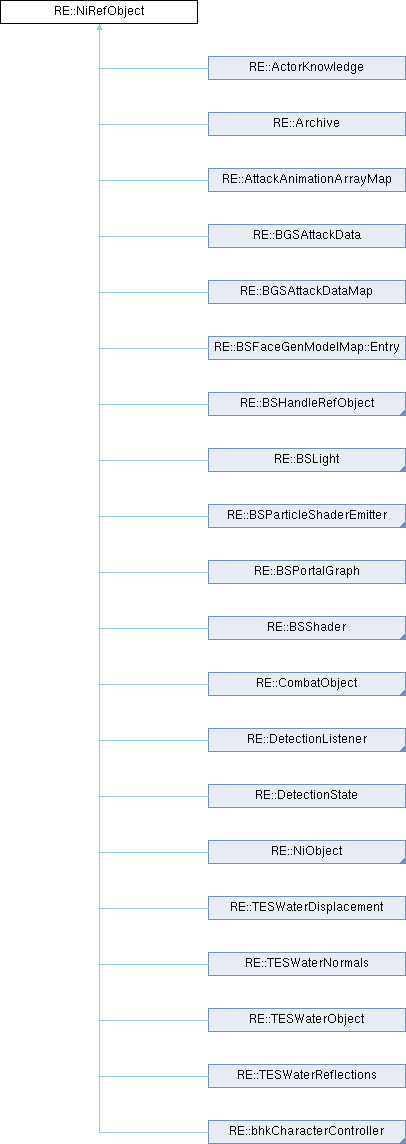 RE::NiRefObject
RE::ActorKnowledge
RE::Archive
RE::AttackAnimationArrayMap
RE::BGSAttackData
RE::BGSAttackDataMap
RE::BSFaceGenModelMap::Entry
RE::BSHandleRefObject
RE::BSLight
RE::BSParticleShaderEmitter
RE::BSPortalGraph
RE::BSShader
RE::CombatObject
RE::DetectionListener
RE::DetectionState
RE::NiObject
RE::TESWaterDisplacement
RE::TESWaterNormals
RE::TESWaterObject
RE::TESWaterReflections
RE::bhkCharacterController